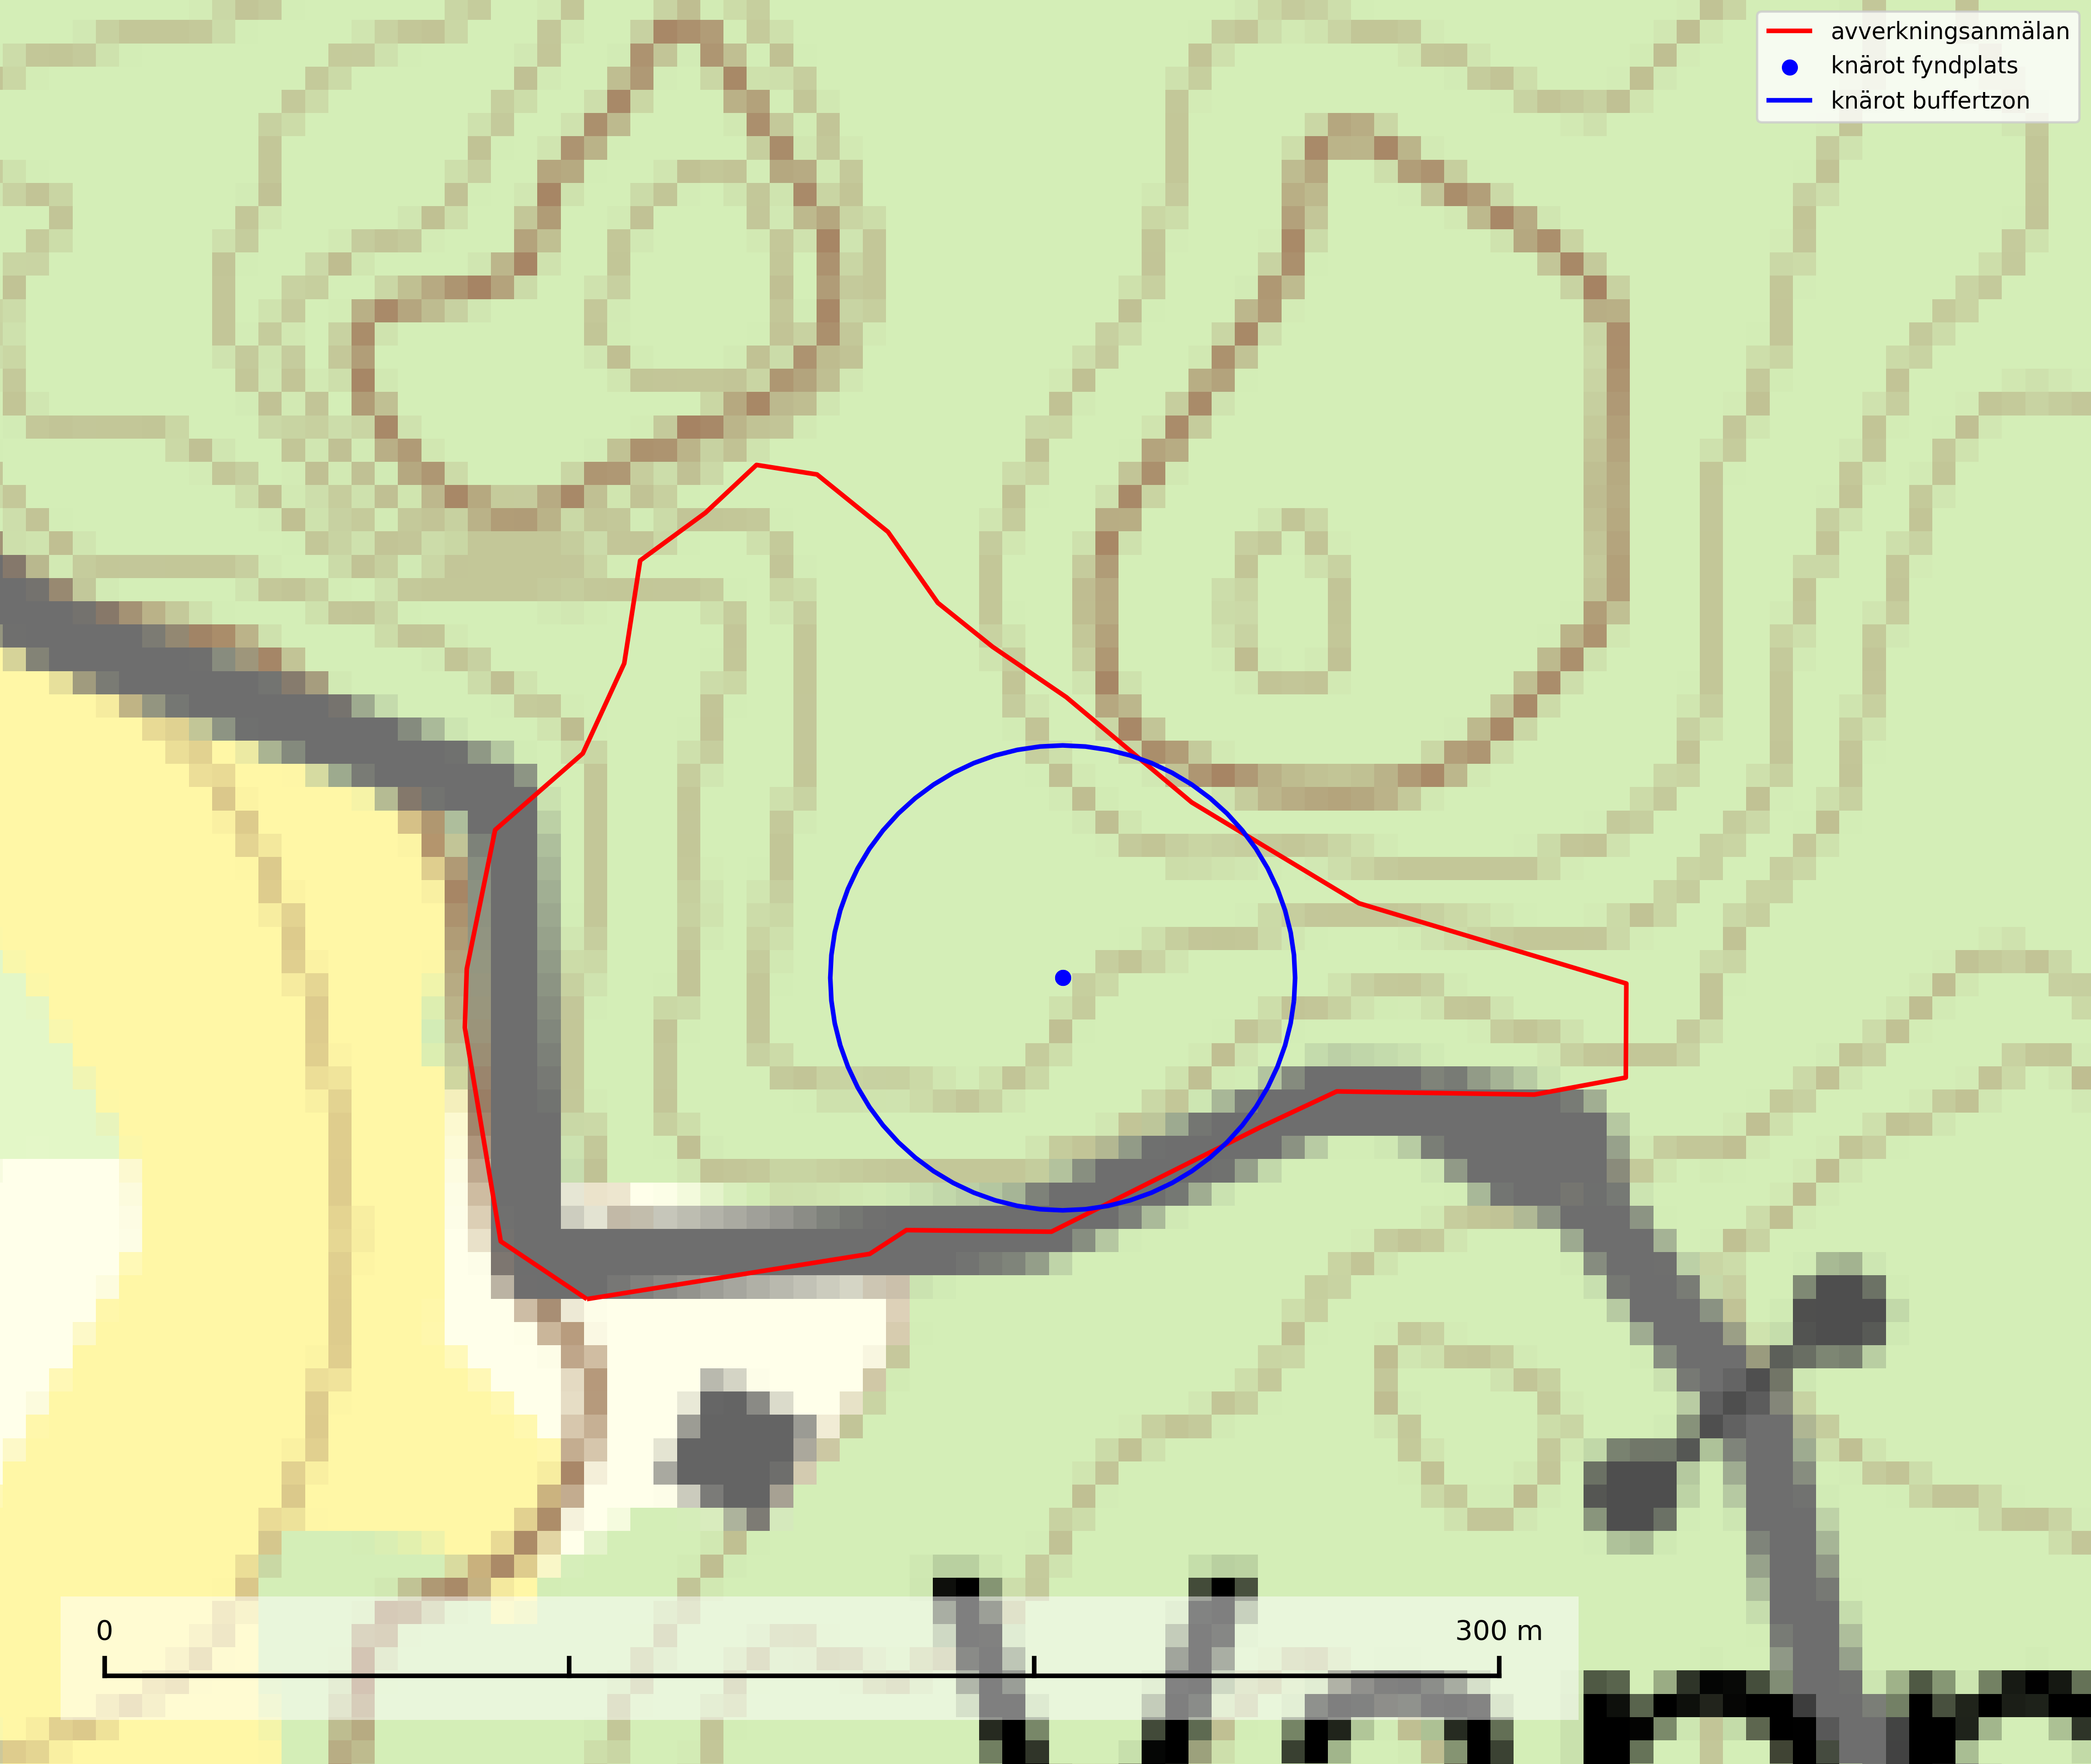 avverkningsanmälan
knärot fyndplats
knärot buffertzon
0 300 m